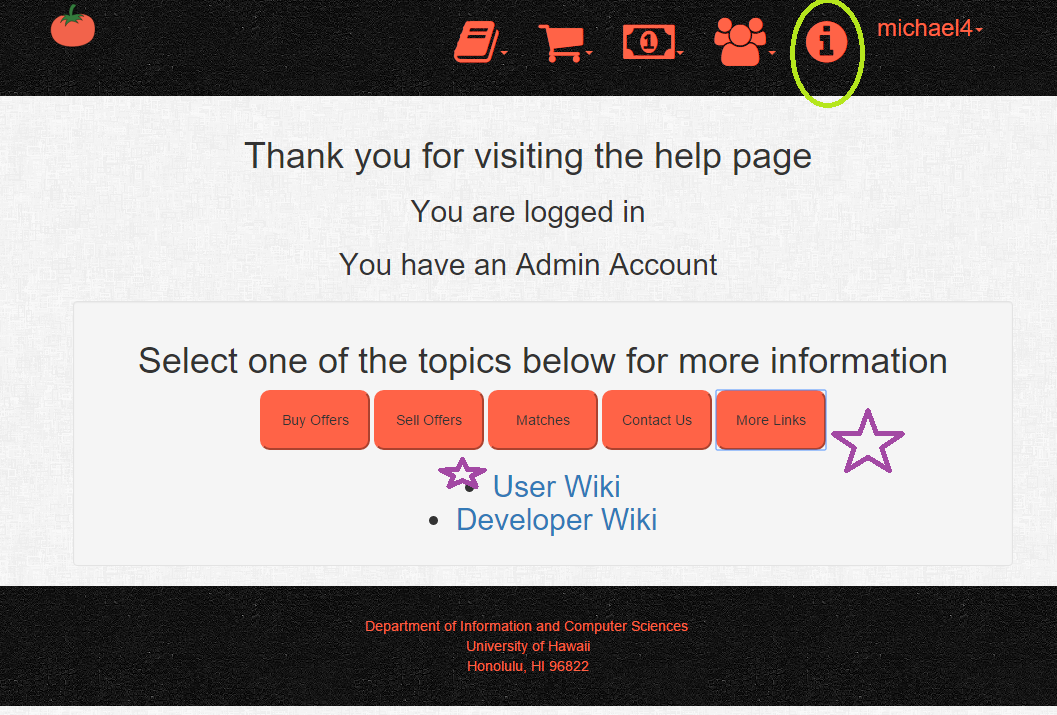 1
i
michael4
Thank you for visiting the help page
You are logged in
You have an Admin Account
Select one of the topics below for more information
Buy Offers
Sell Offers
Matches
Contact Us
More Links
User Wiki
Developer Wiki
Department of Information and Computer Sciences
University of Hawaii
Honolulu, HI 96822